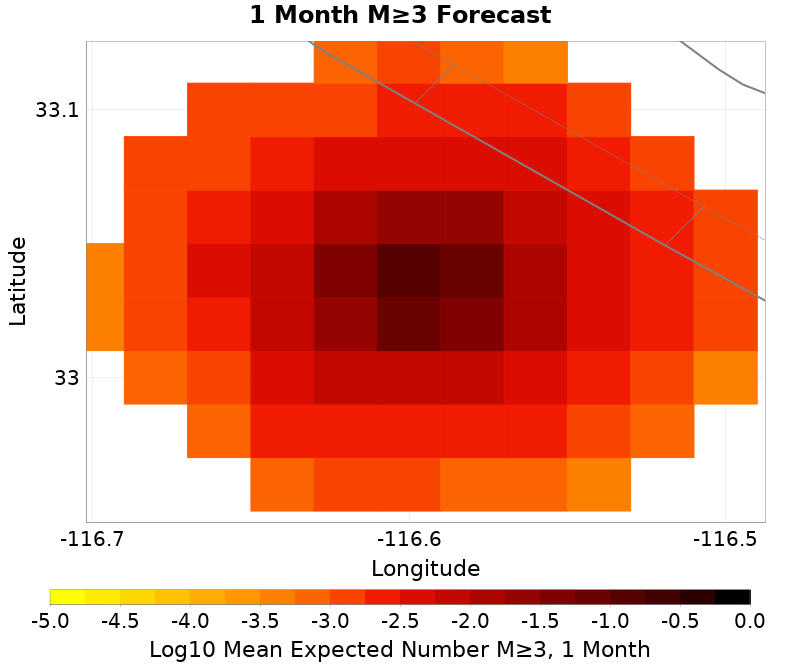 1 Month M≥3 Forecast
33.1
33
Latitude
-116.7 -116.6 -116.5
Longitude
-5.0 -4.5 -4.0 -3.5 -3.0 -2.5 -2.0 -1.5 -1.0 -0.5 0.0
Log10 Mean Expected Number M≥3, 1 Month